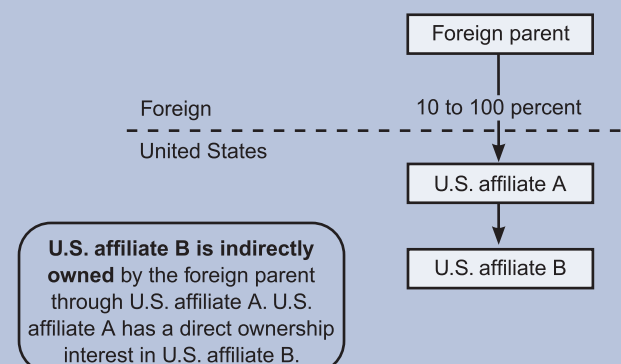 Foreign parent
Foreign
10 to 100 percent
United States
U.S. affiliate A
U.S. affiliate B is indirectly
owned by the foreign parent
through U.S. affiliate A. U.S.
affiliate A has a direct ownership
interest in U.S. affiliate B.
U.S. affiliate B